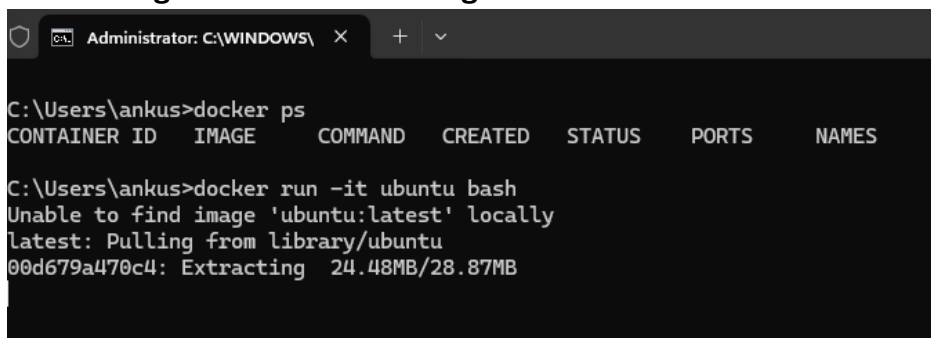 Administrator: C:\WINDOWS\
C:\Users\ankus>docker ps
CONTAINER ID   IMAGE     COMMAND   CREATED   STATUS    PORTS     NAMES
C:\Users\ankus>docker run -it ubuntu bash
Unable to find image 'ubuntu:latest' locally
latest: Pulling from library/ubuntu
00d679a470c4: Extracting  24.48MB/28.87MB